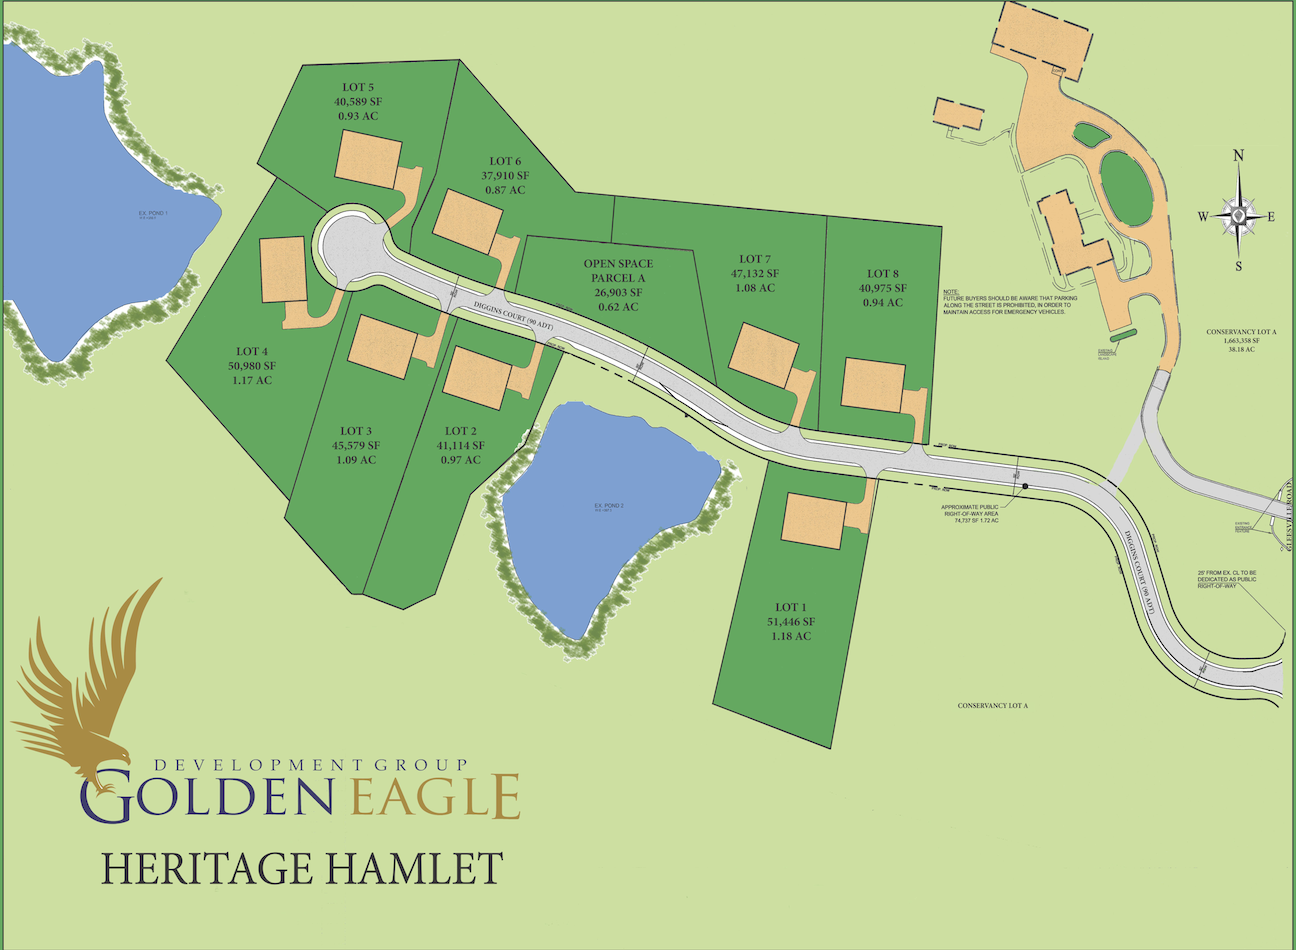 LOT 5
40,589 SF
0.93 AC
LOT 6
37,910 SF
0.87 AC
N
W
E
S
EX. POND 1
OPEN SPACE
PARCEL A
26,903 SF
0.62 AC
LOT 7
47,132 SF
1.08 AC
LOT 8
40,975 SF
0.94 AC
NOTE:
FUTURE BUYERS SHOULD BE AWARE THAT PARKING
ALONG THE STREET IS PROHIBITED, IN ORDER TO
MAINTAIN ACCESS FOR EMERGENCY VEHICLES.
CONSERVANCY LOT A
1,663,358 SF
38.18 AC
DIGGINS COURT (90 ADT)
LOT 4
50,980 SF
1.17 AC
LOT 3
45,579 SF
1.09 AC
LOT 2
41,114 SF
0.97 AC
EX. POND 2
APPROXIMATE PUBLIC
RIGHT-OF-WAY AREA
74,737 SF 1.72 AC
GLEESVILLE ROAD
DIGGINS COURT (90 ADT)
25' FROM EX. CL TO BE
DEDICATED AS PUBLIC
RIGHT-OF-WAY
LOT 1
51,446 SF
1.18 AC
CONSERVANCY LOT A
DEVELOPMENT GROUP
GOLDEN EAGLE
HERITAGE HAMLET